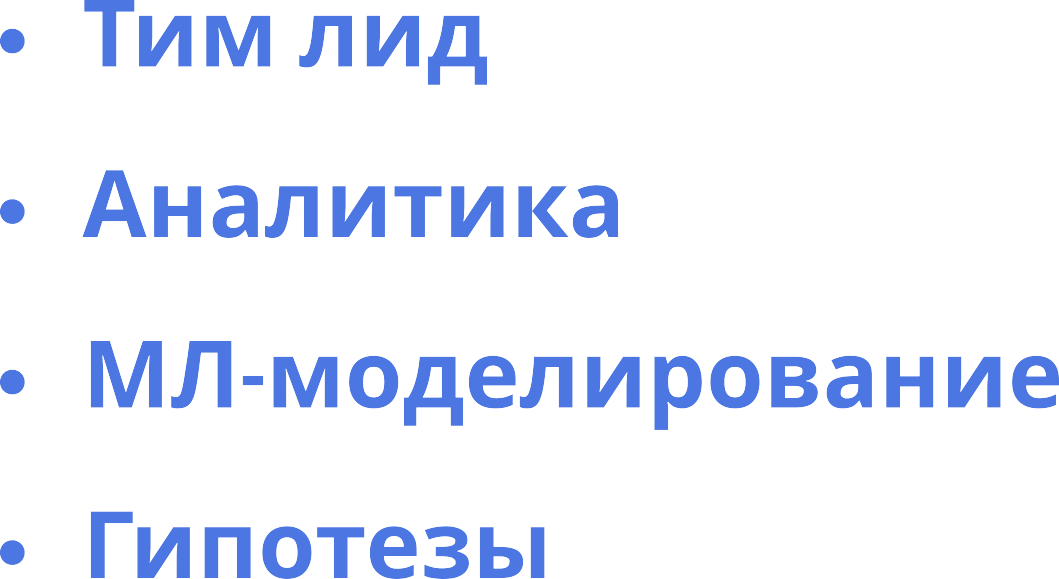 • Тим лид
• Аналитика
• МЛ-моделирование
• Гипотезы